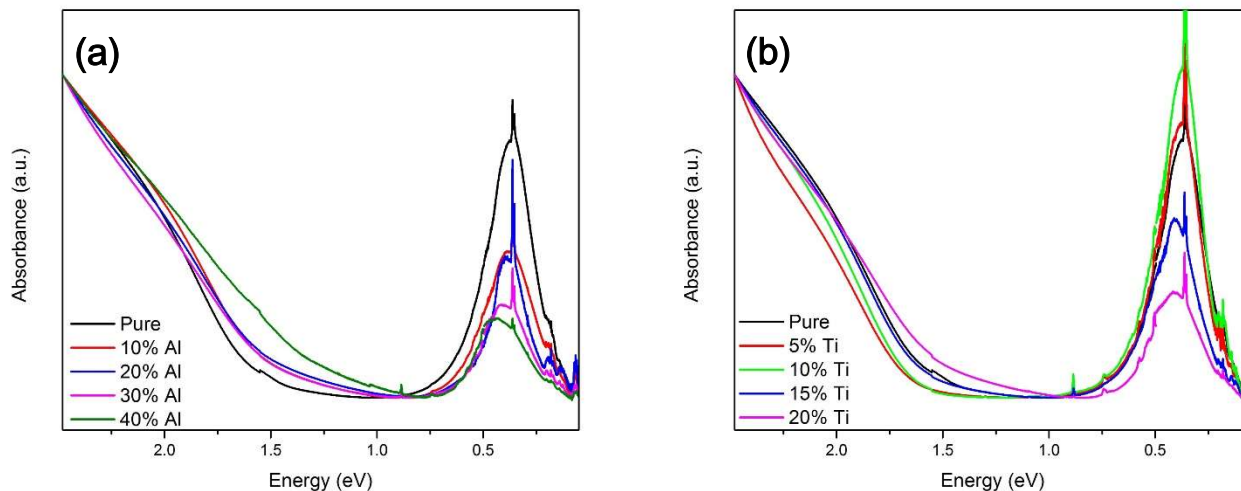 (a)
Absorbance (a.u.)
Pure
10% Al
20% Al
30% Al
40% Al
2.0 1.5 1.0 0.5
Energy (eV)
(b)
Absorbance (a.u.)
Pure
5% Ti
10% Ti
15% Ti
20% Ti
2.0 1.5 1.0 0.5
Energy (eV)